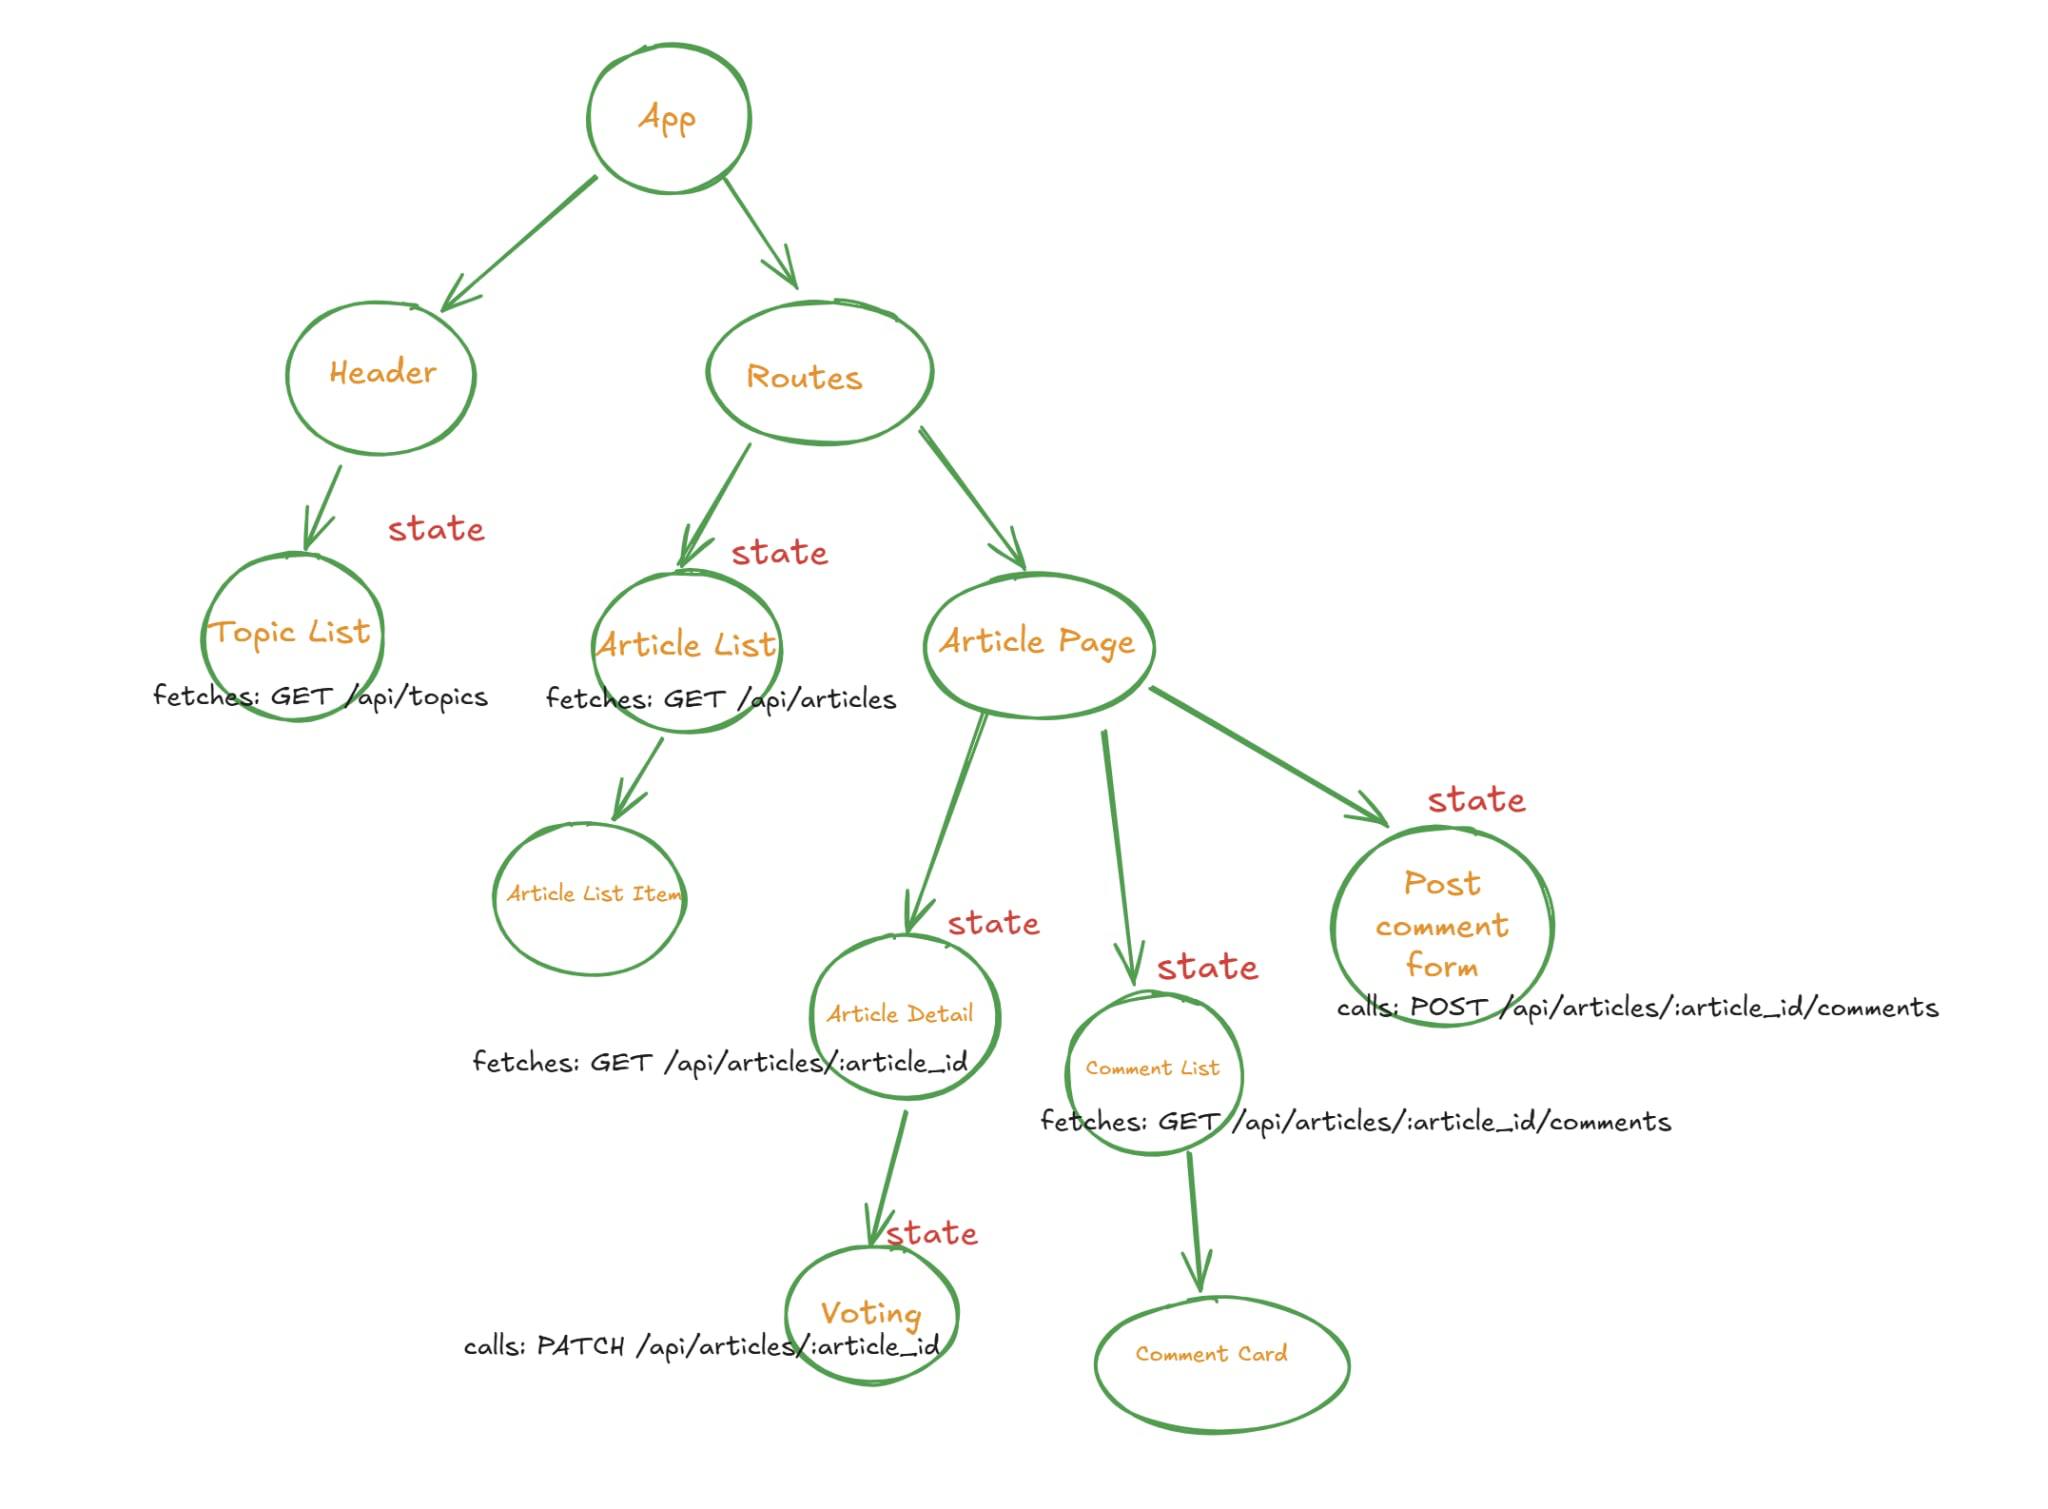 App
Header
Routes
state
state
Topic List
fetches: GET /api/topics
Article List
fetches: GET /api/articles
Article Page
state
Article List Item
Post
comment
form
calls: POST /api/articles/:article_id/comments
state
Article Detail
fetches: GET /api/articles/:article_id
state
Comment List
fetches: GET /api/articles/:article_id/comments
state
Voting
calls: PATCH /api/articles/:article_id
Comment Card